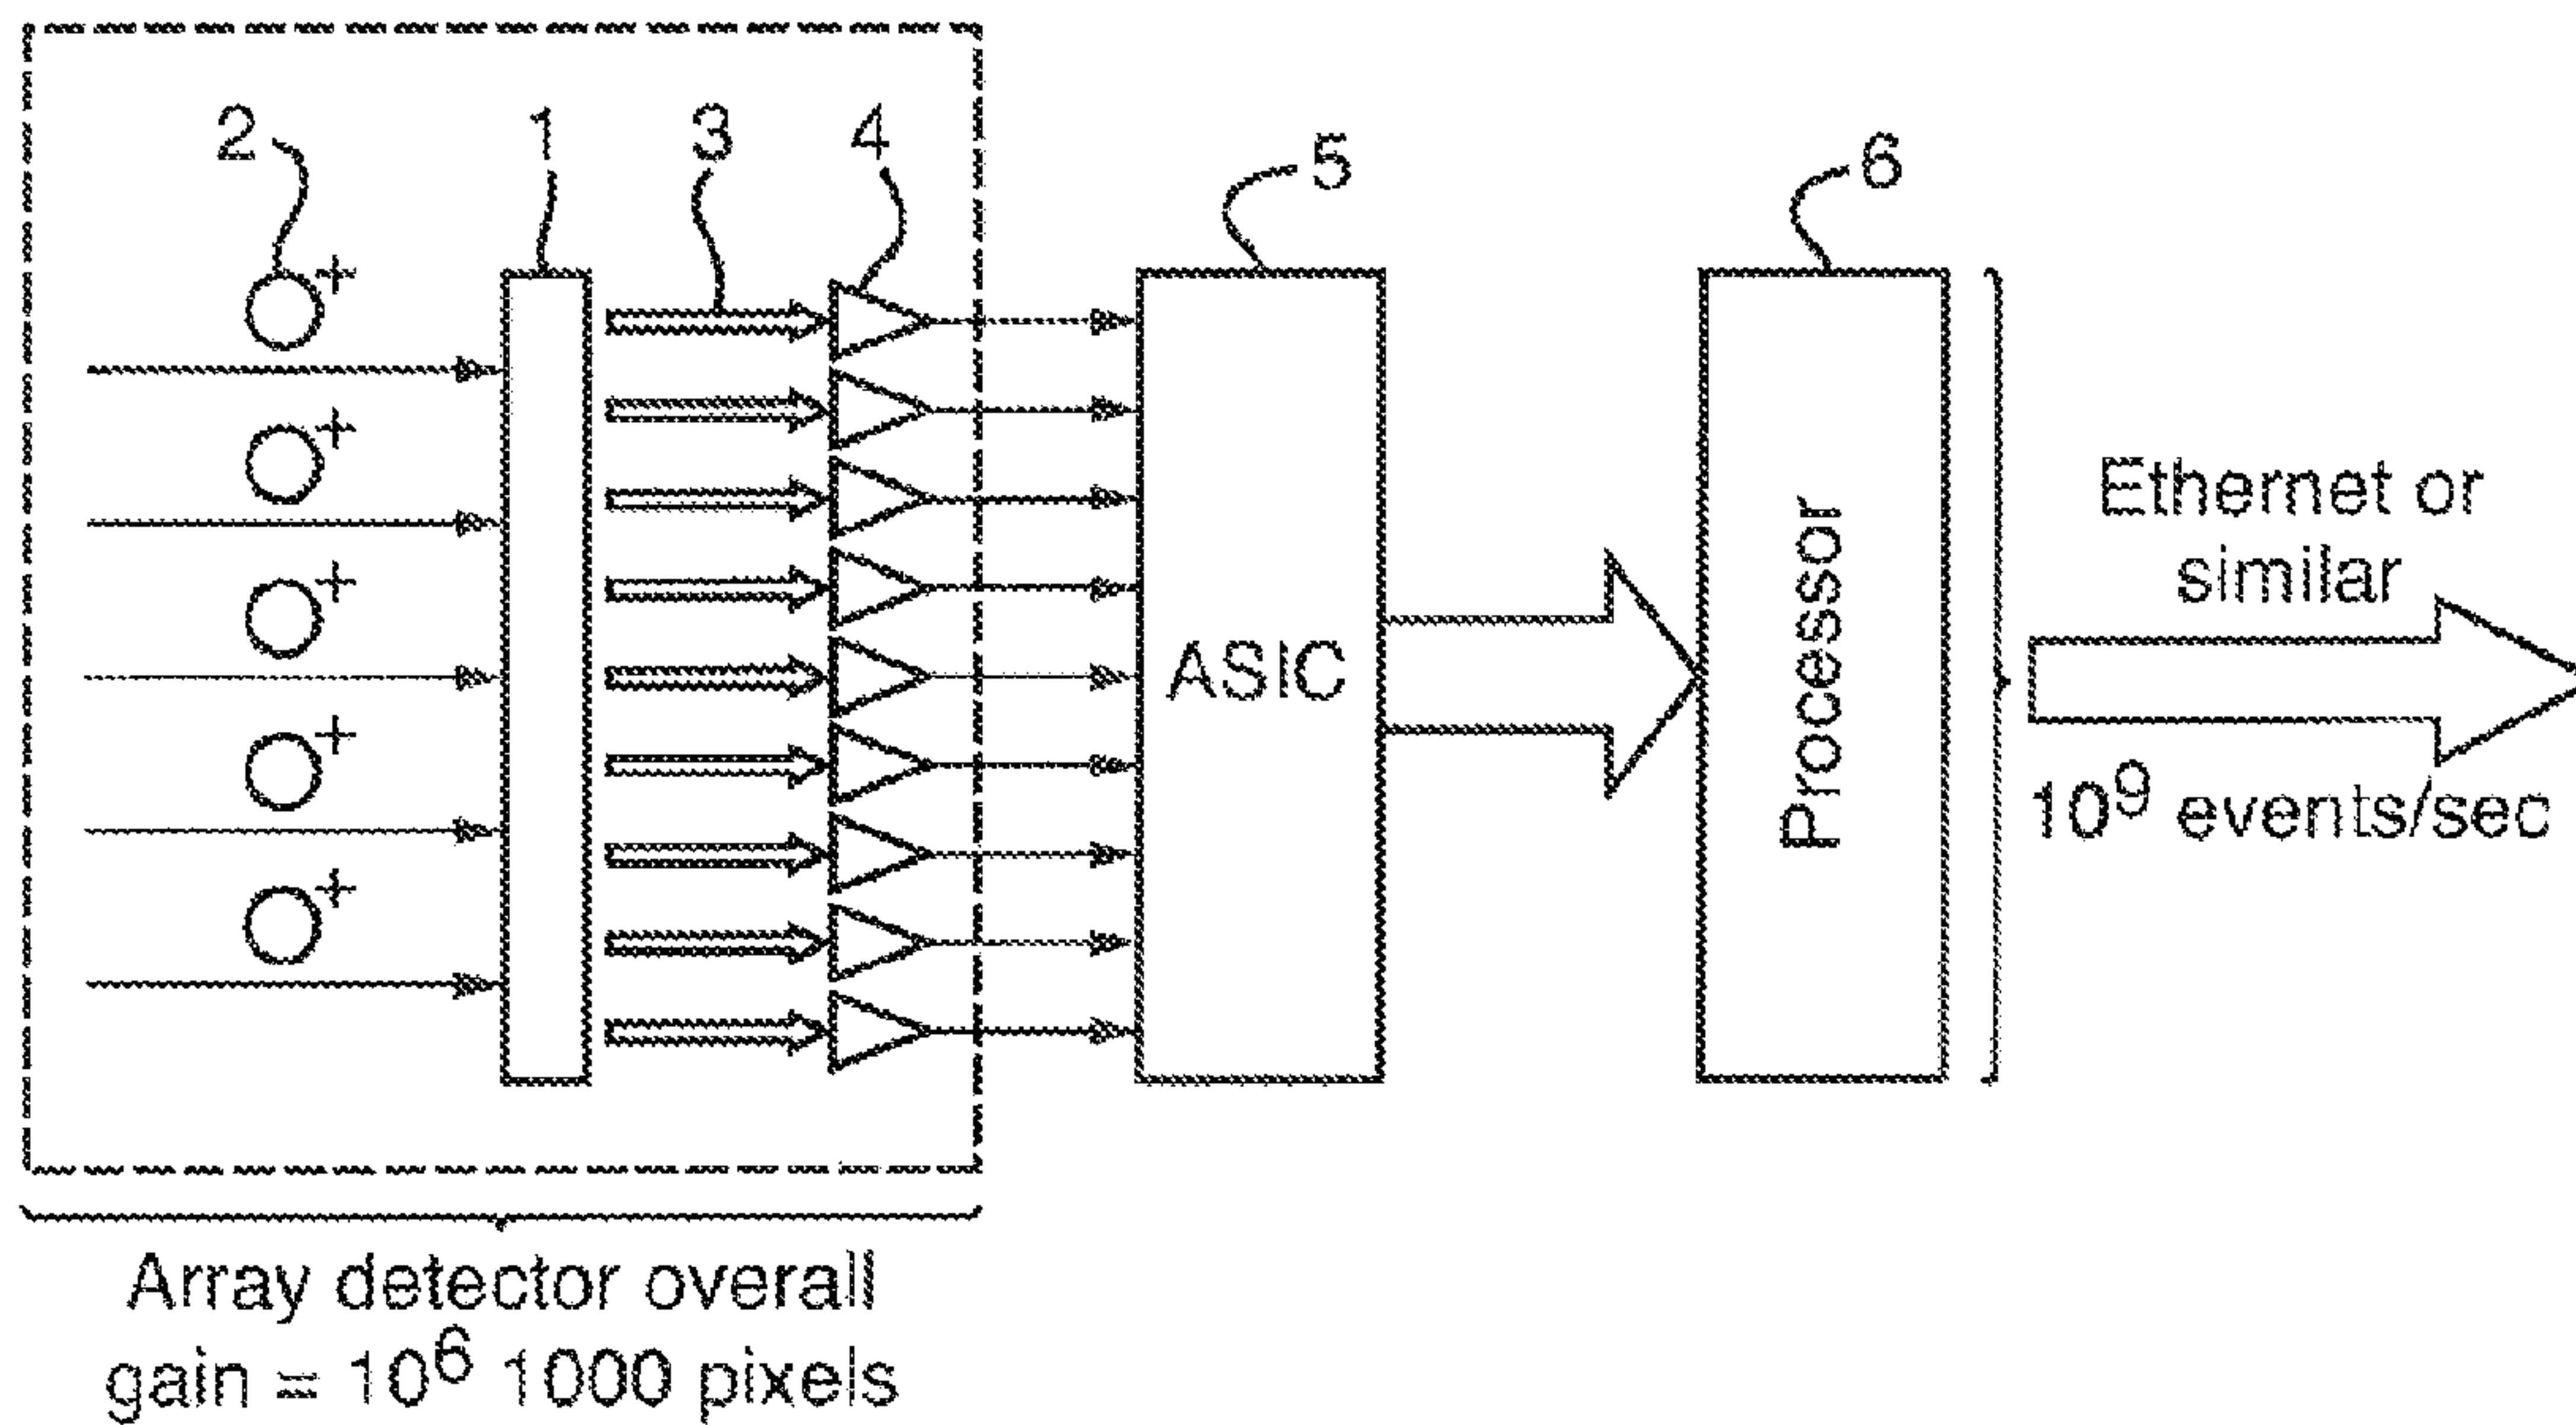 2
1
3
4
5
6
+
+
+
+
+
ASIC
Processor
Ethernet or
similar
10⁹ events/sec
Array detector overall
gain = 10⁶ 1000 pixels